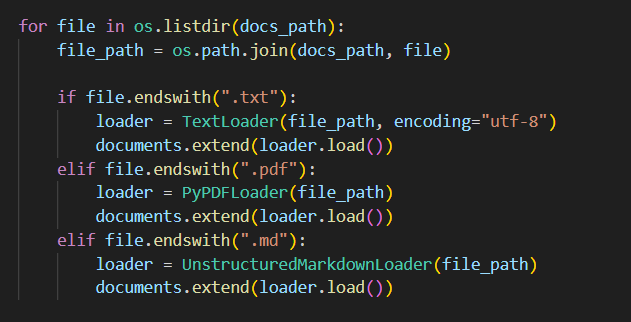 for file in os.listdir(docs_path):
    file_path = os.path.join(docs_path, file)

    if file.endswith(".txt"):
        loader = TextLoader(file_path, encoding="utf-8")
        documents.extend(loader.load())
    elif file.endswith(".pdf"):
        loader = PyPDFLoader(file_path)
        documents.extend(loader.load())
    elif file.endswith(".md"):
        loader = UnstructuredMarkdownLoader(file_path)
        documents.extend(loader.load())